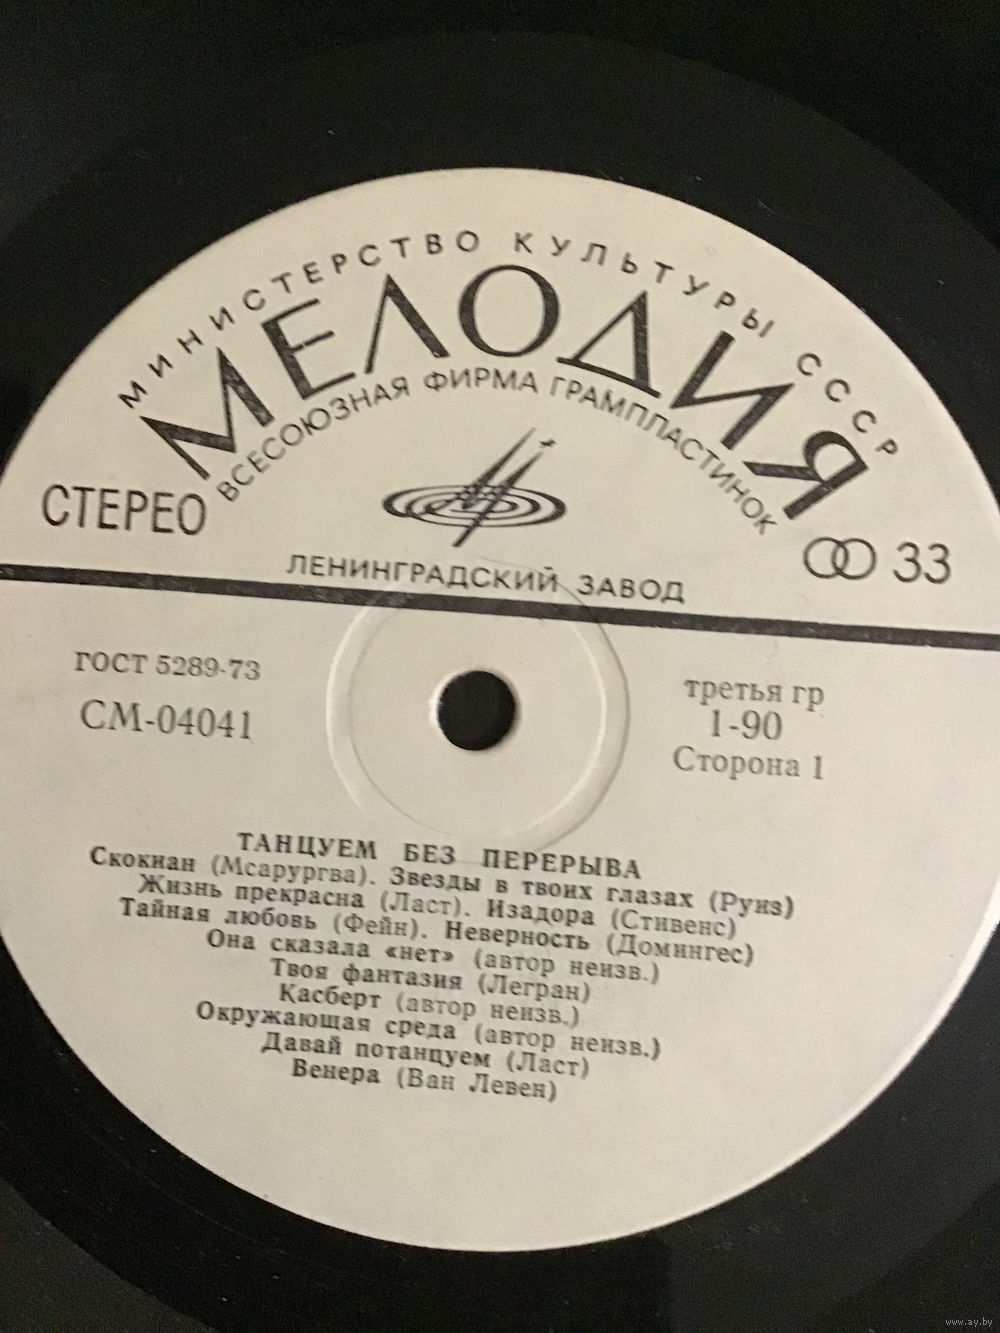 МИНИСТЕРСТВО КУЛЬТУРЫ СССР
МЕЛОДИЯ
ВСЕСОЮЗНАЯ ФИРМА ГРАМПЛАСТИНОК
СТЕРЕО
33
ЛЕНИНГРАДСКИЙ ЗАВОД
ГОСТ 5289-73
СМ-04041
третья гр
1-90
Сторона 1
ТАНЦУЕМ БЕЗ ПЕРЕРЫВА
Скокиан (Мсарургва). Звезды в твоих глазах (Руиз)
Жизнь прекрасна (Ласт). Изадора (Стивенс)
Тайная любовь (Фейн). Неверность (Домингес)
Она сказала «нет» (автор неизв.)
Твоя фантазия (Легран)
Касберт (автор неизв.)
Окружающая среда (автор неизв.)
Давай потанцуем (Ласт)
Венера (Ван Левен)
www.ay.by